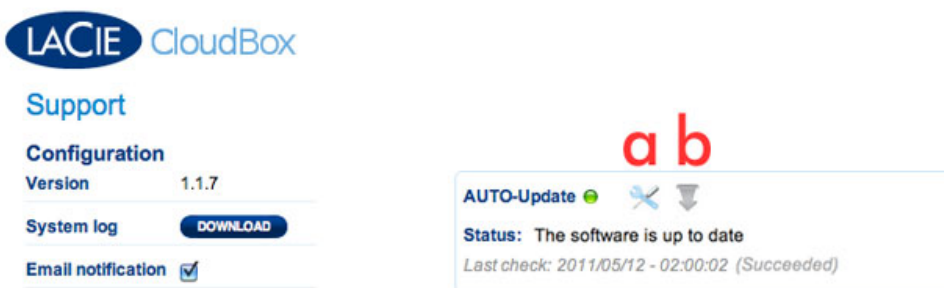 LACIE CloudBox
Support
Configuration
Version 1.1.7
System log DOWNLOAD
Email notification
a b
AUTO-Update
Status: The software is up to date
Last check: 2011/05/12 - 02:00:02 (Succeeded)